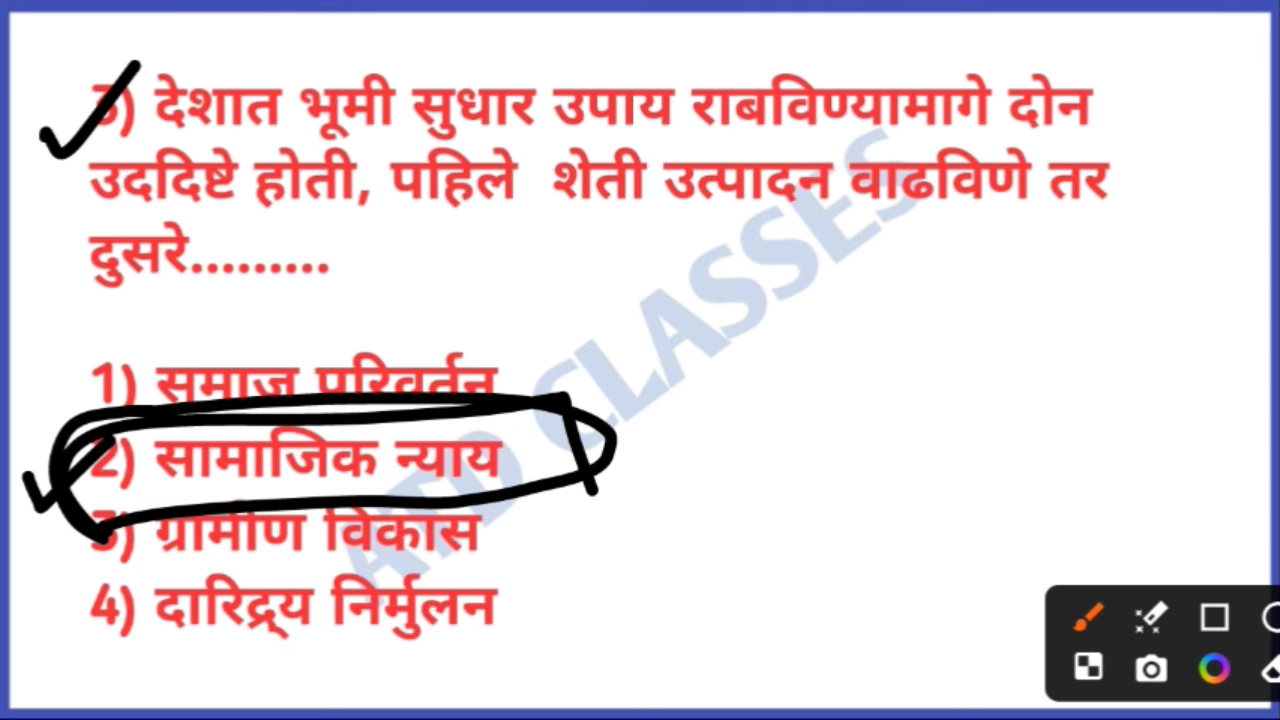 5) देशात भूमी सुधार उपाय राबविण्यामागे दोन
उददिष्टे होती, पहिले शेती उत्पादन वाढविणे तर
दुसरे.........
1) समाज परिवर्तन
2) सामाजिक न्याय
3) ग्रामीण विकास
4) दारिद्र्य निर्मुलन
ATD CLASSES